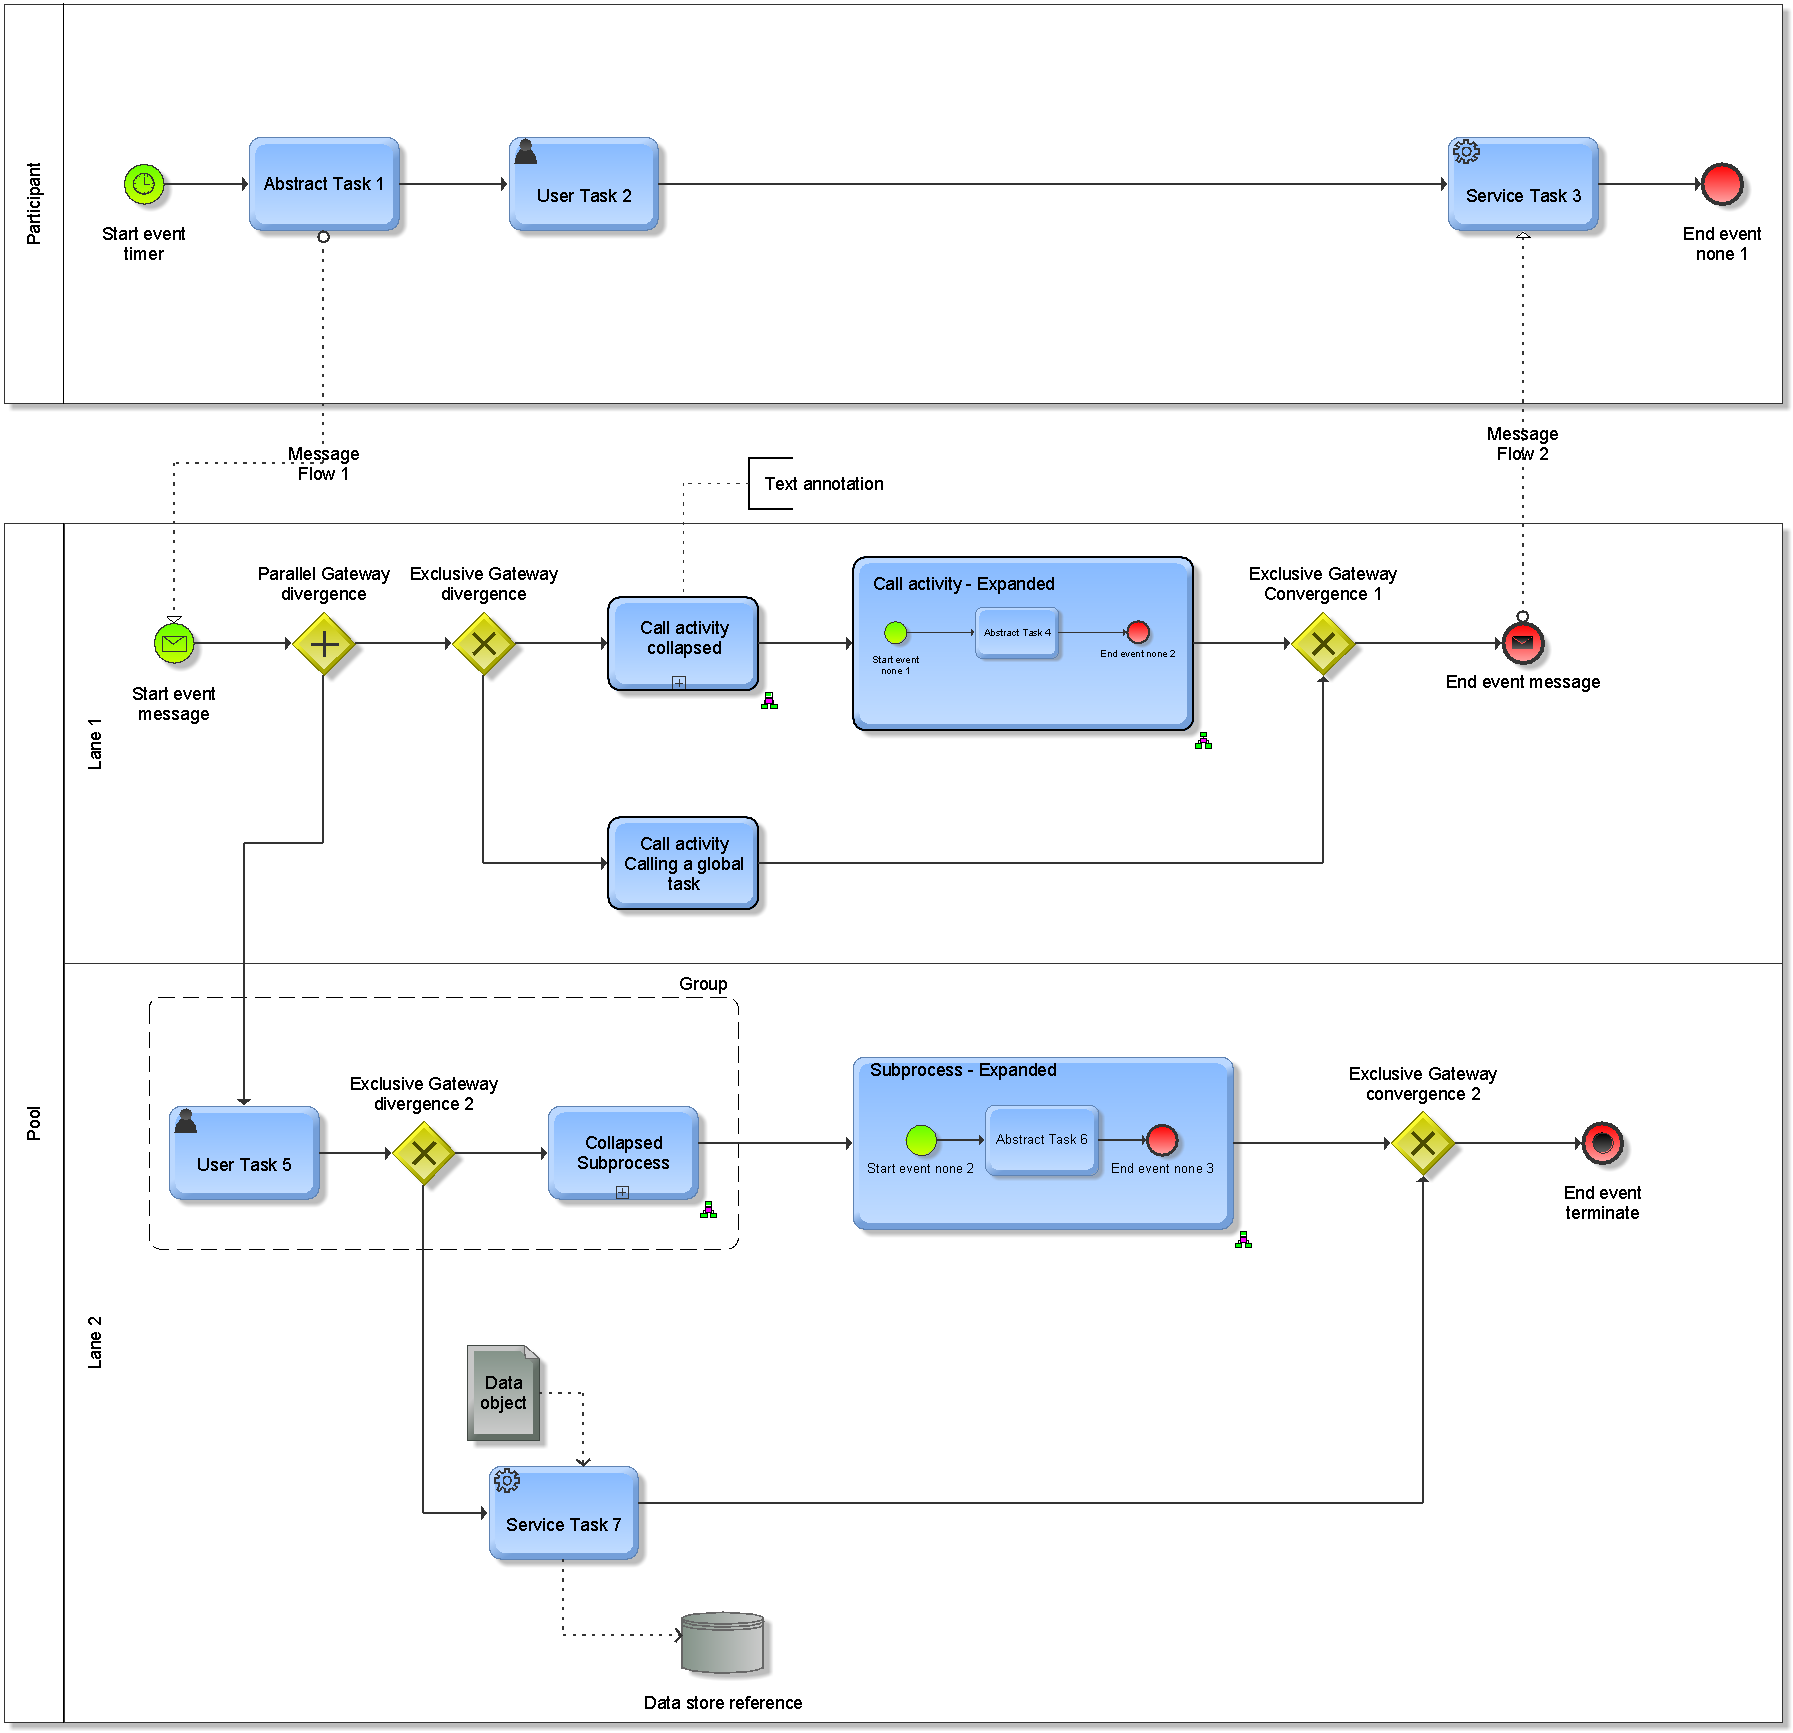 Participant
Start event
timer
Abstract Task 1
User Task 2
Service Task 3
End event
none 1
Message
Flow 1
Message
Flow 2
Text annotation
Pool
Lane 1
Start event
message
Parallel Gateway
divergence
Exclusive Gateway
divergence
Call activity
collapsed
Call activity - Expanded
Start event
none 1
Abstract Task 4
End event none 2
Exclusive Gateway
Convergence 1
End event message
Call activity
Calling a global
task
Lane 2
Group
User Task 5
Exclusive Gateway
divergence 2
Collapsed
Subprocess
Subprocess - Expanded
Start event none 2
Abstract Task 6
End event none 3
Exclusive Gateway
convergence 2
End event
terminate
Data
object
Service Task 7
Data store reference